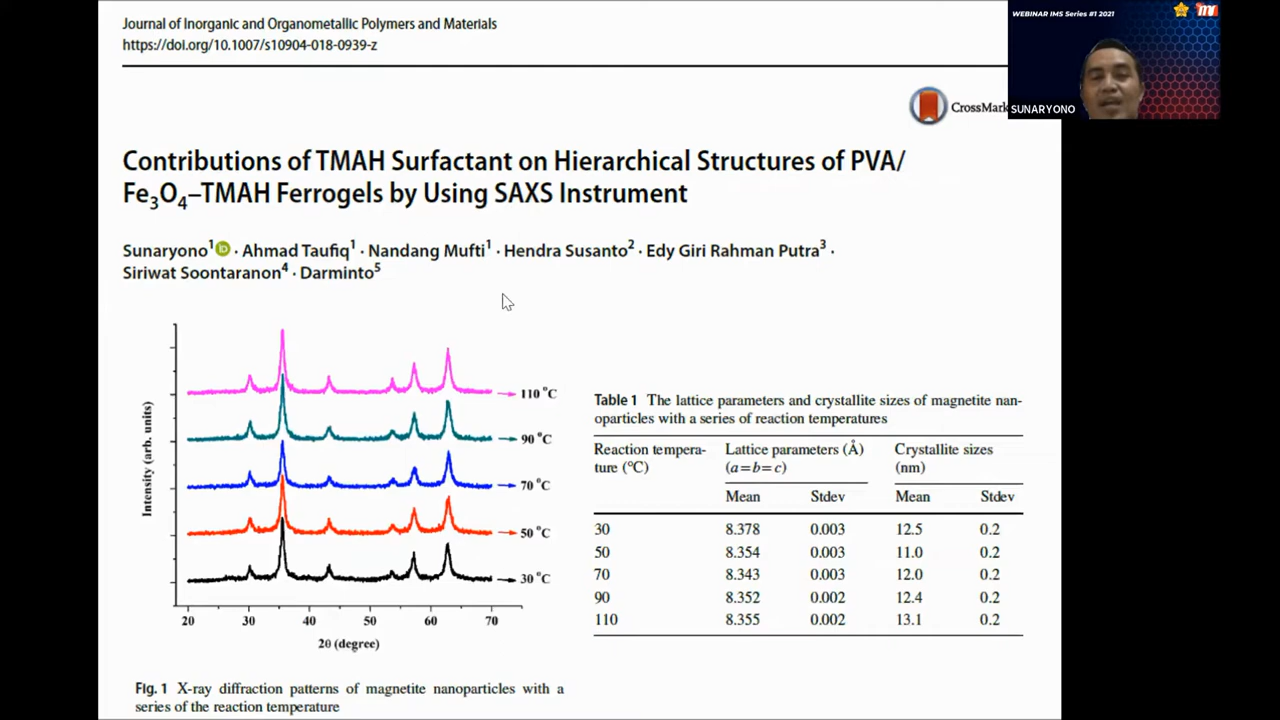 Journal of Inorganic and Organometallic Polymers and Materials
https://doi.org/10.1007/s10904-018-0939-z
WEBINAR IMS Series #1 2021
SUNARYONO
CrossMark
Contributions of TMAH Surfactant on Hierarchical Structures of PVA/
Fe₃O₄–TMAH Ferrogels by Using SAXS Instrument
Sunaryono¹ · Ahmad Taufiq¹ · Nandang Mufti¹ · Hendra Susanto² · Edy Giri Rahman Putra³ ·
Siriwat Soontaranon⁴ · Darminto⁵
Intensity (arb. units)
110 °C
90 °C
70 °C
50 °C
30 °C
20 30 40 50 60 70
2θ (degree)
Fig. 1 X-ray diffraction patterns of magnetite nanoparticles with a
series of the reaction temperature
Table 1 The lattice parameters and crystallite sizes of magnetite nan-
oparticles with a series of reaction temperatures
Reaction tempera- Lattice parameters (Å) Crystallite sizes
ture (°C) (a=b=c) (nm)
Mean Stdev Mean Stdev
30 8.378 0.003 12.5 0.2
50 8.354 0.003 11.0 0.2
70 8.343 0.003 12.0 0.2
90 8.352 0.002 12.4 0.2
110 8.355 0.002 13.1 0.2